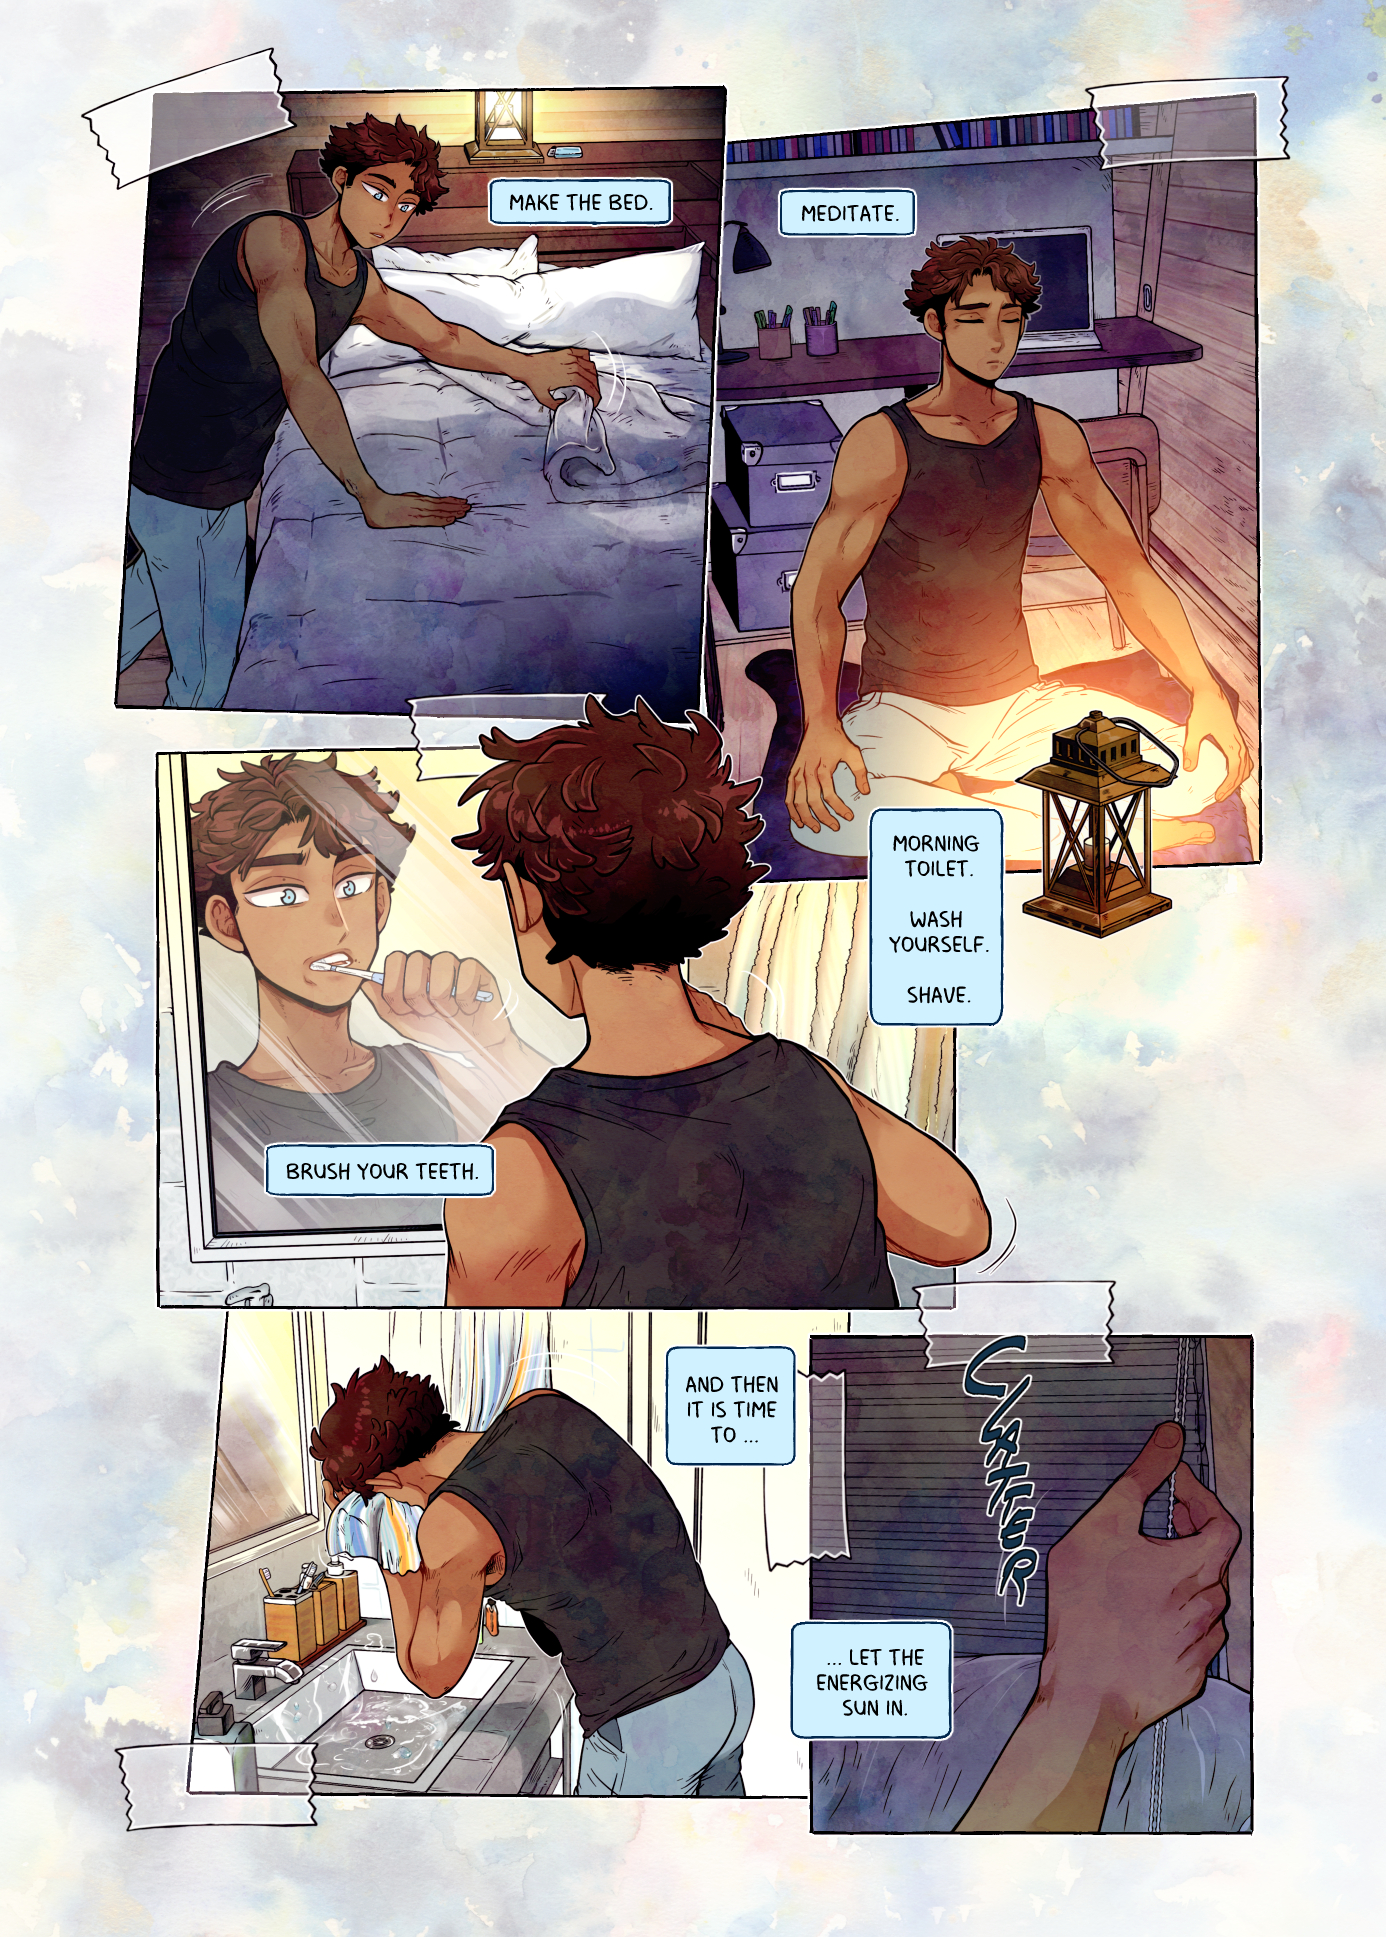 MAKE THE BED.
MEDITATE.
MORNING
TOILET.
WASH
YOURSELF.
SHAVE.
BRUSH YOUR TEETH.
AND THEN
IT IS TIME
TO ...
CLATTER
... LET THE
ENERGIZING
SUN IN.